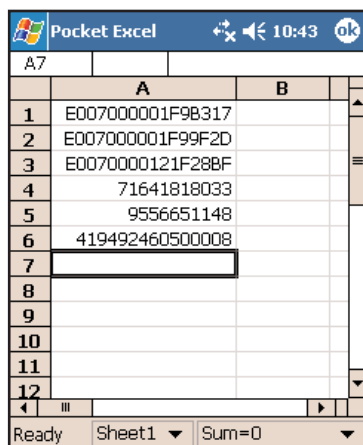 Pocket Excel 10:43 ok
A7
A B
1 E007000001F9B317
2 E007000001F99F2D
3 E0070000121F28BF
4 71641818033
5 9556651148
6 419492460500008
7
8
9
10
11
12
Ready Sheet1 Sum=0